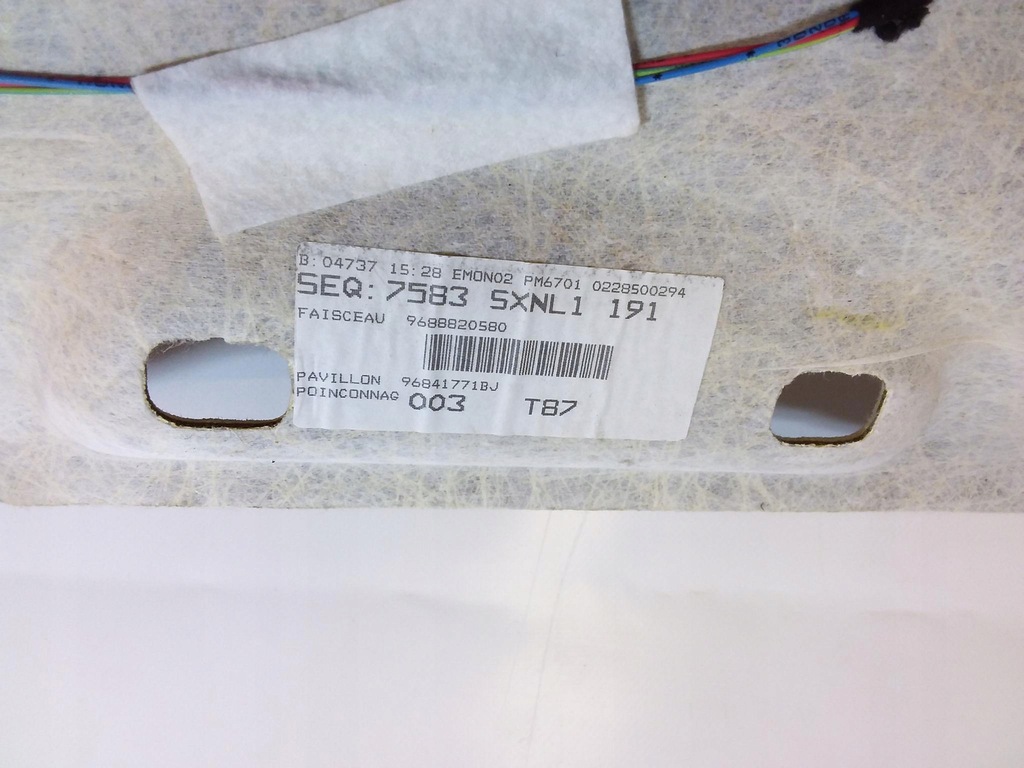 B: 04737 15:28 EMON02 PM6701 0228500294
SEQ: 7583 SXNL1 191
FAISCEAU 9688820580
PAVILLON 96841771BJ
POINCONNAG 003 T87